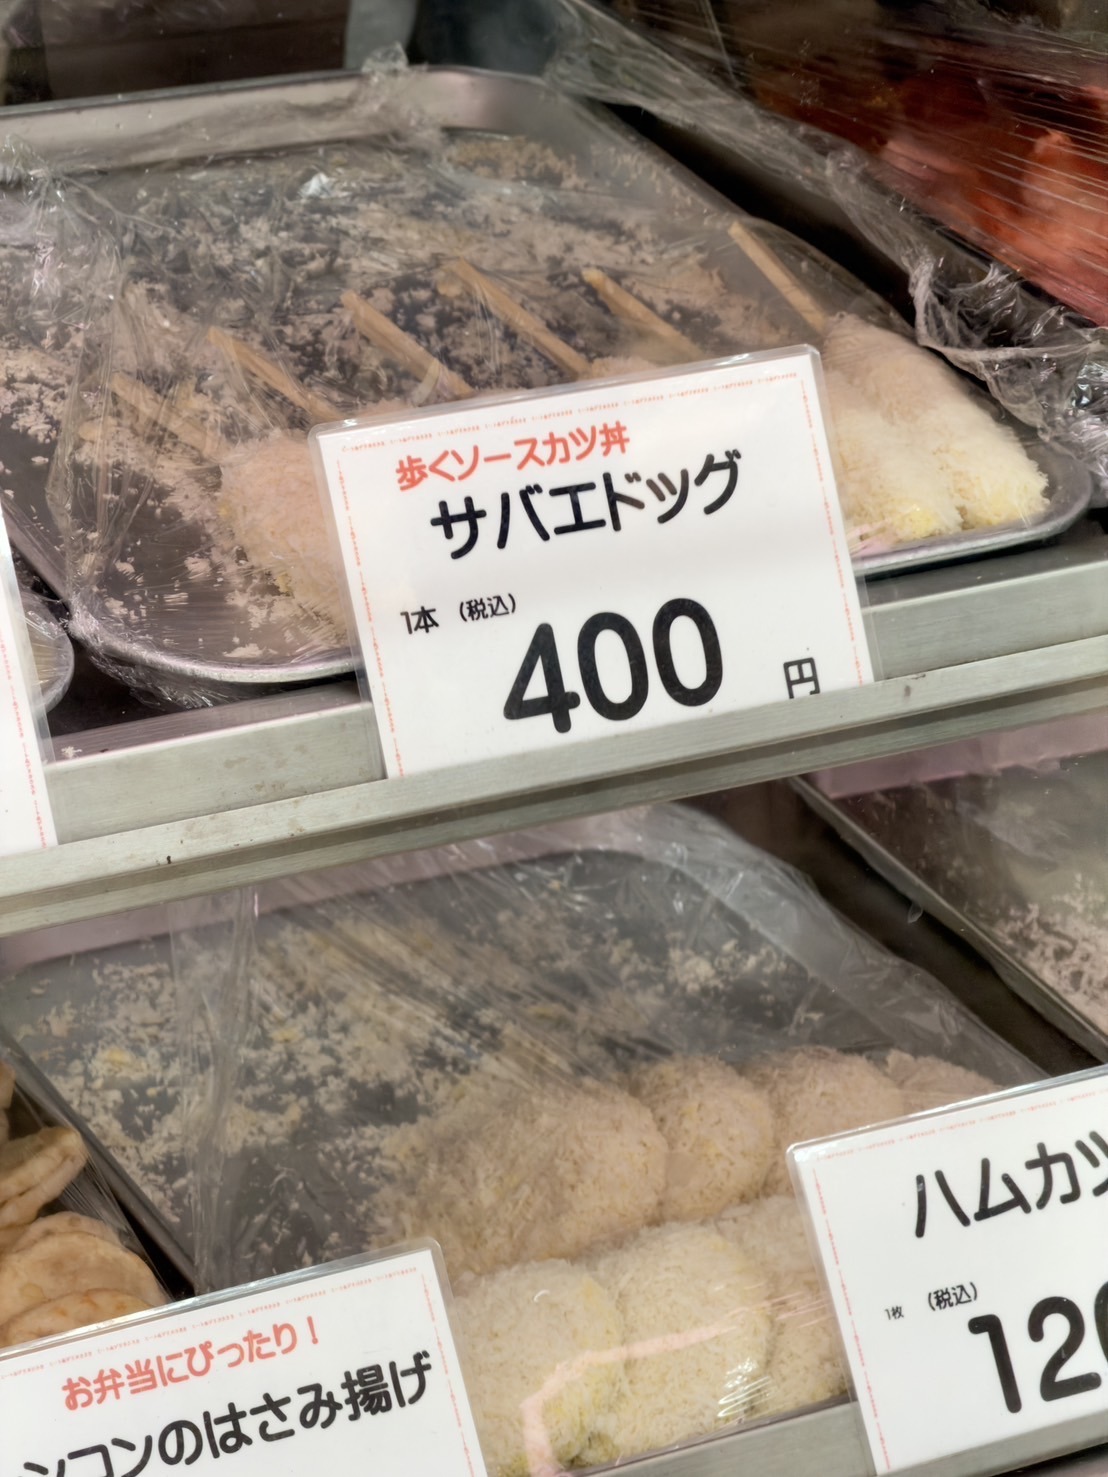 歩くソースカツ丼
サバエドッグ
1本 (税込)
400 円
ハムカツ
1枚 (税込)
120
お弁当にぴったり!
ンコンのはさみ揚げ